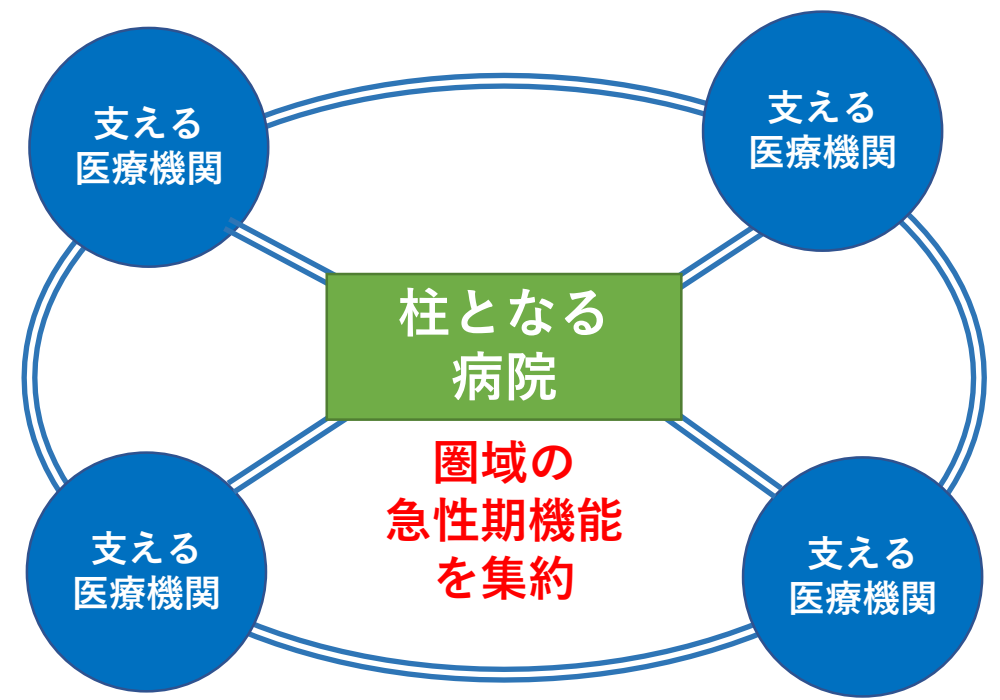 支える
医療機関
支える
医療機関
柱となる
病院
圏域の
急性期機能
を集約
支える
医療機関
支える
医療機関